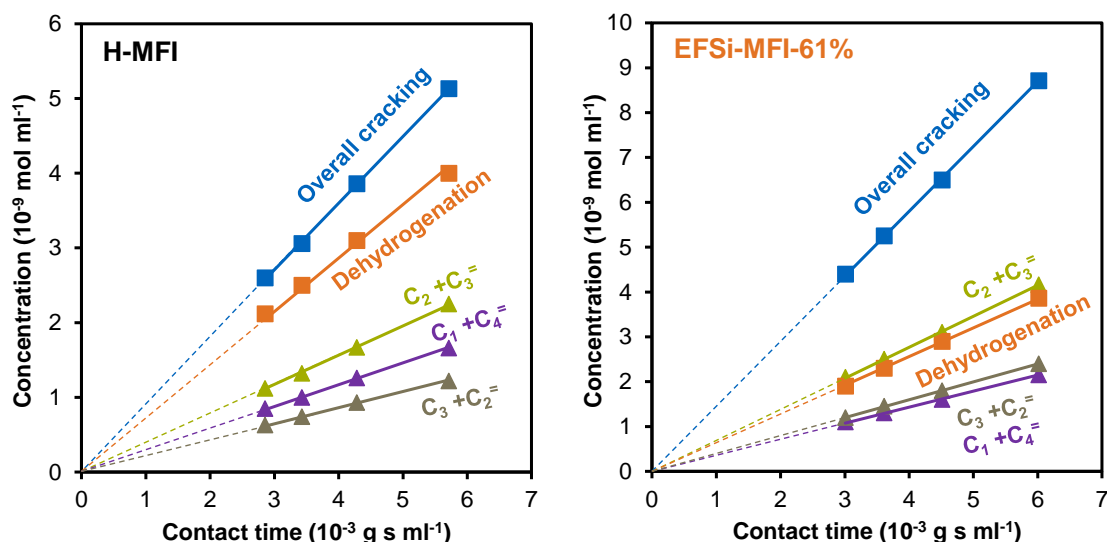 H-MFI
Concentration (10⁻⁹ mol ml⁻¹)
6
5
4
3
2
1
0
Overall cracking
Dehydrogenation
C₂ +C₃⁼
C₁ +C₄⁼
C₃ +C₂⁼
0 1 2 3 4 5 6 7
Contact time (10⁻³ g s ml⁻¹)
EFSi-MFI-61%
Concentration (10⁻⁹ mol ml⁻¹)
10
9
8
7
6
5
4
3
2
1
0
Overall cracking
C₂ +C₃⁼
Dehydrogenation
C₃ +C₂⁼
C₁ +C₄⁼
0 1 2 3 4 5 6 7
Contact time (10⁻³ g s ml⁻¹)